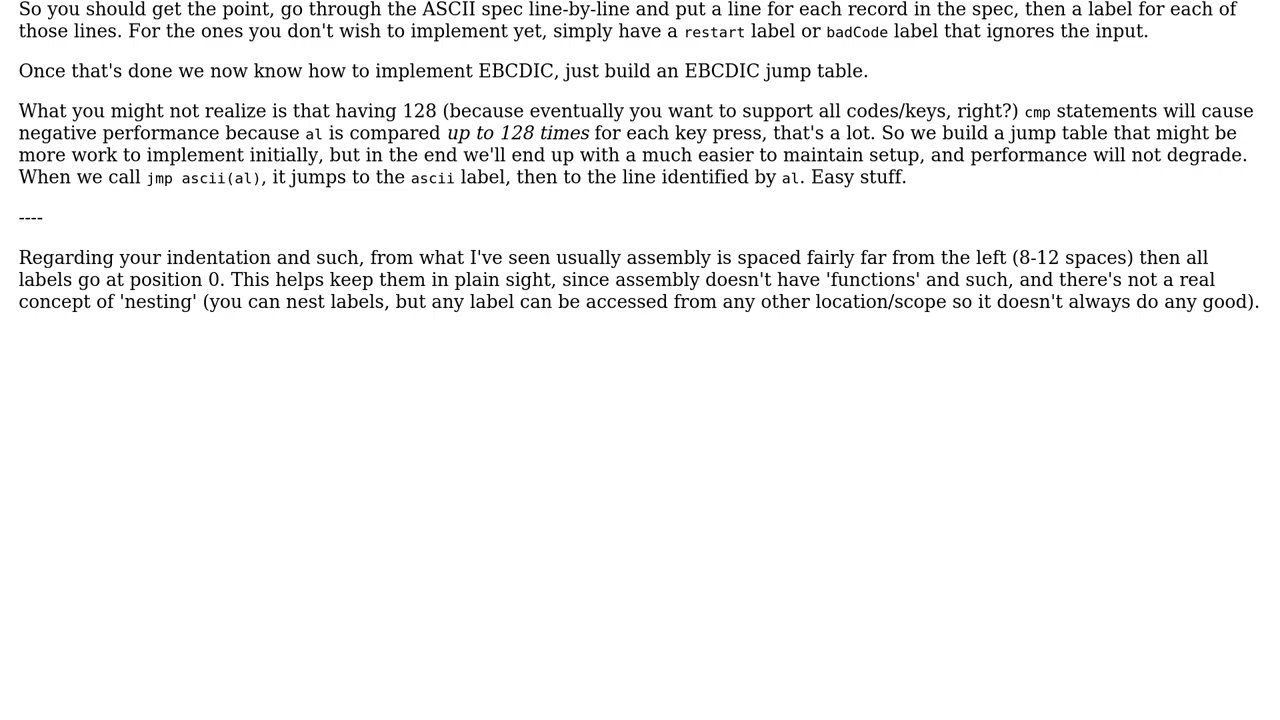 So you should get the point, go through the ASCII spec line-by-line and put a line for each record in the spec, then a label for each of
those lines. For the ones you don't wish to implement yet, simply have a restart label or badCode label that ignores the input.
Once that's done we now know how to implement EBCDIC, just build an EBCDIC jump table.
What you might not realize is that having 128 (because eventually you want to support all codes/keys, right?) cmp statements will cause
negative performance because al is compared up to 128 times for each key press, that's a lot. So we build a jump table that might be
more work to implement initially, but in the end we'll end up with a much easier to maintain setup, and performance will not degrade.
When we call jmp ascii(al), it jumps to the ascii label, then to the line identified by al. Easy stuff.
----
Regarding your indentation and such, from what I've seen usually assembly is spaced fairly far from the left (8-12 spaces) then all
labels go at position 0. This helps keep them in plain sight, since assembly doesn't have 'functions' and such, and there's not a real
concept of 'nesting' (you can nest labels, but any label can be accessed from any other location/scope so it doesn't always do any good).